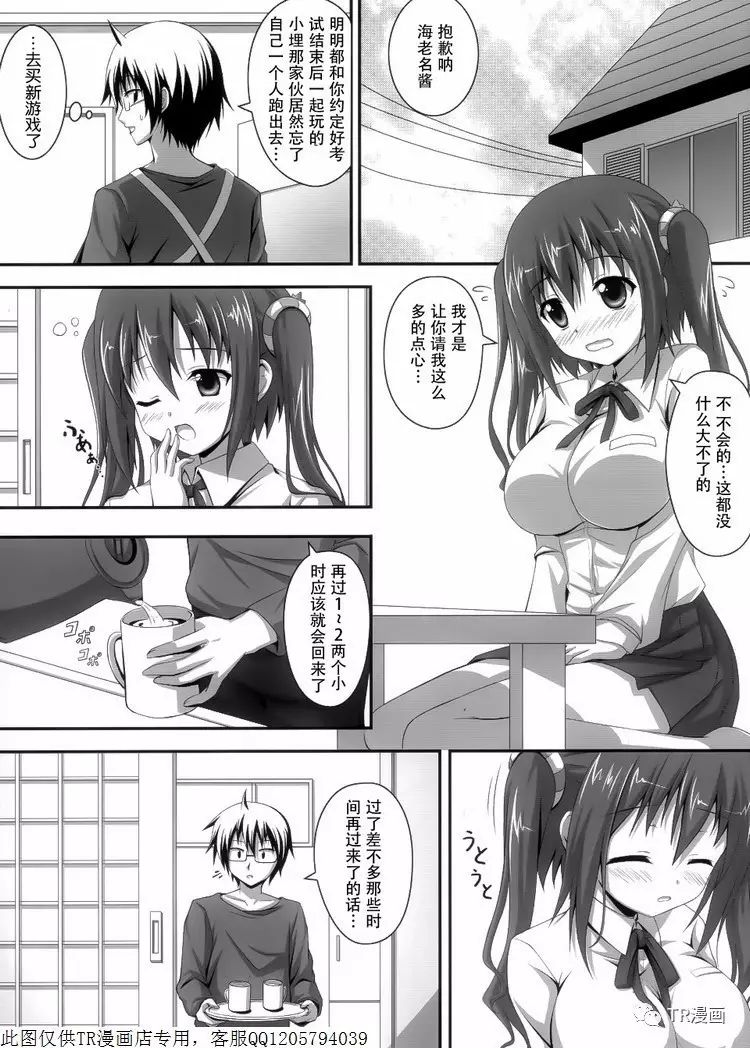 抱歉呐
海老名酱
明明都和你约定好考
试结束后一起玩的
小埋那家伙居然忘了
自己一个人跑出去…
…去买新游戏了
我才是
让你请我这么
多的点心…
不 不会的…这都没
什么大不了的
ふぁぁぁ
再过1~2两个小
时应该就会回来了
コポコポ
过了差不多那些时
间再过来了的话…
うとうと
TR漫画
此图仅供TR漫画店专用，客服QQ1205794039